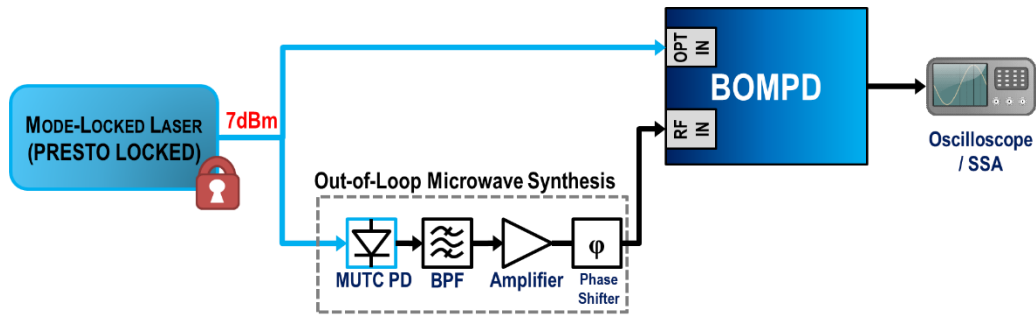 MODE-LOCKED LASER
(PRESTO LOCKED)
7dBm
OPT
IN
RF
IN
BOMPD
Oscilloscope
/ SSA
Out-of-Loop Microwave Synthesis
φ
MUTC PD
BPF
Amplifier
Phase
Shifter